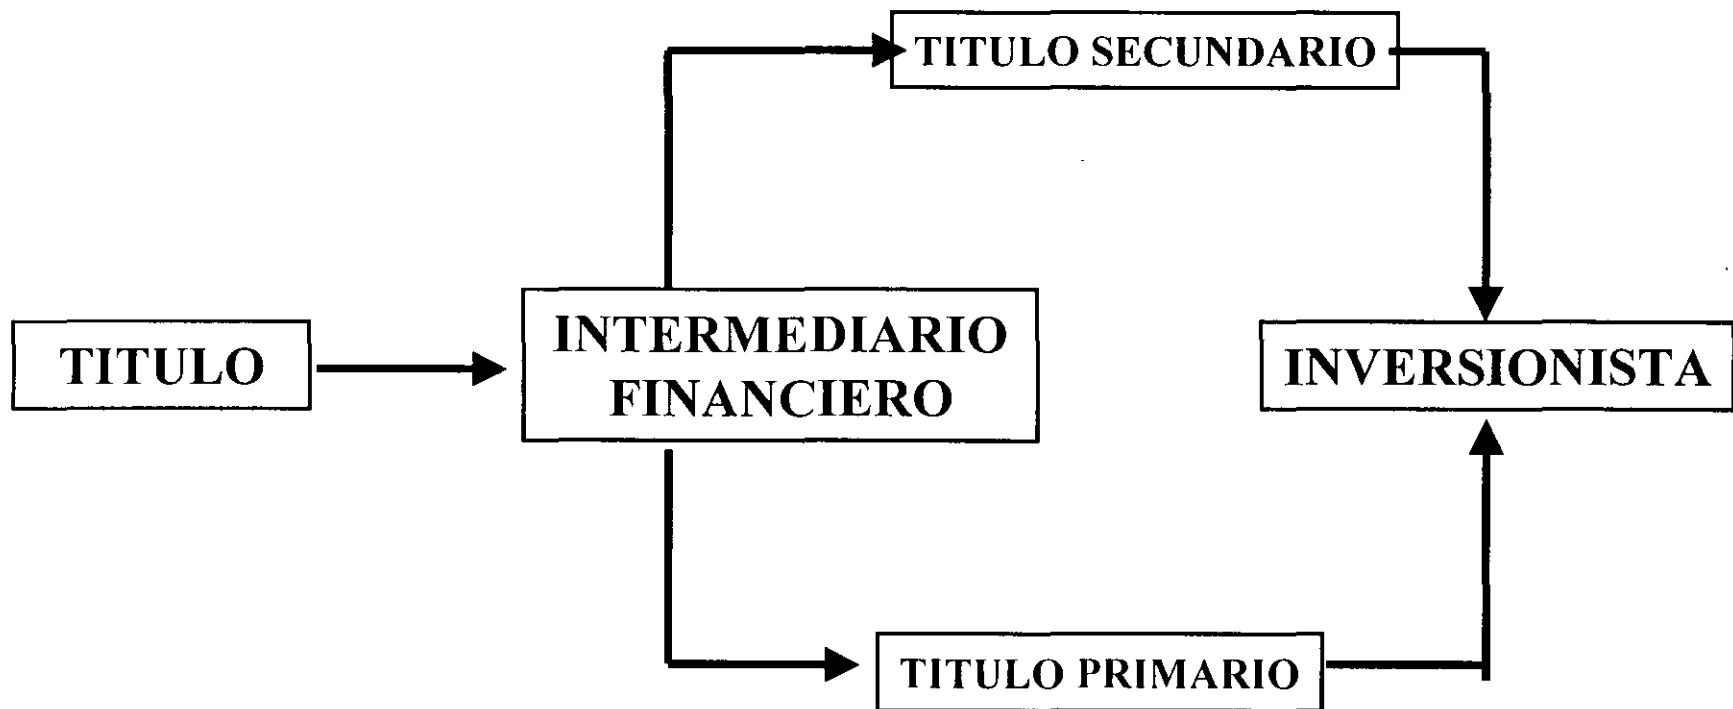 TITULO SECUNDARIO
TITULO
INTERMEDIARIO
FINANCIERO
INVERSIONISTA
TITULO PRIMARIO